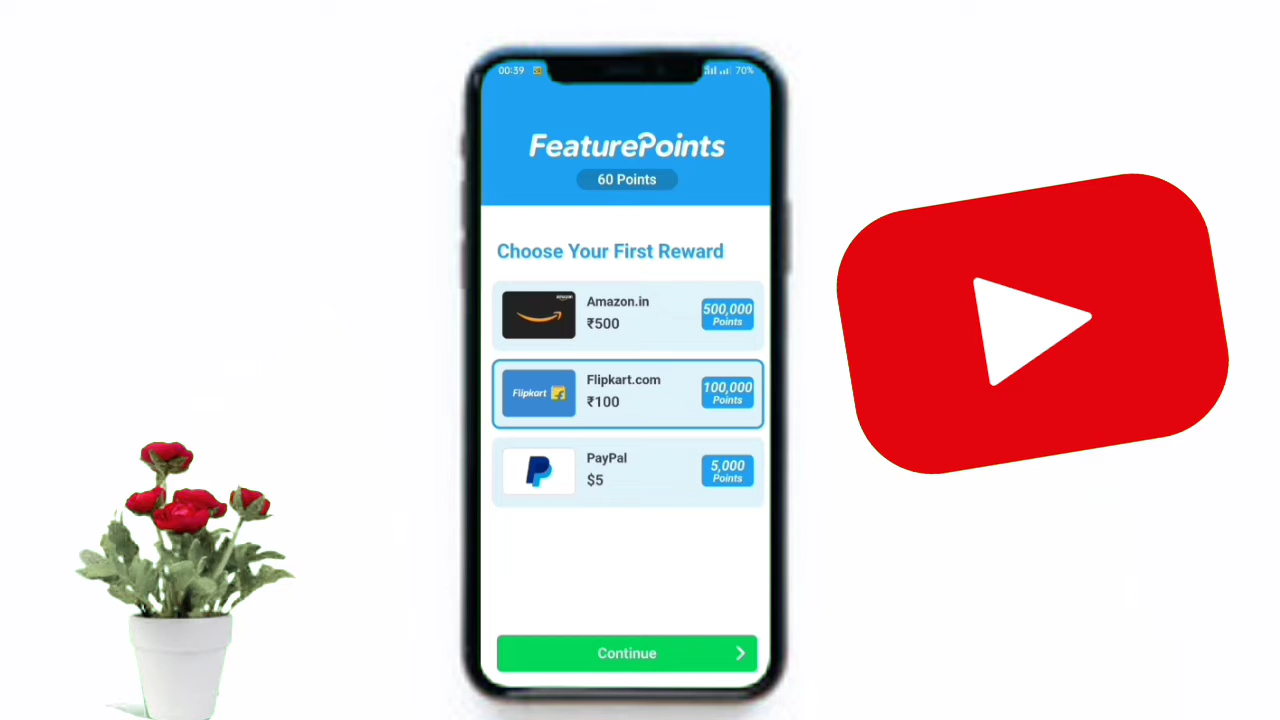 00:39
70%
FeaturePoints
60 Points
Choose Your First Reward
amazon
Amazon.in
₹500
500,000
Points
Flipkart
Flipkart.com
₹100
100,000
Points
PayPal
$5
5,000
Points
Continue